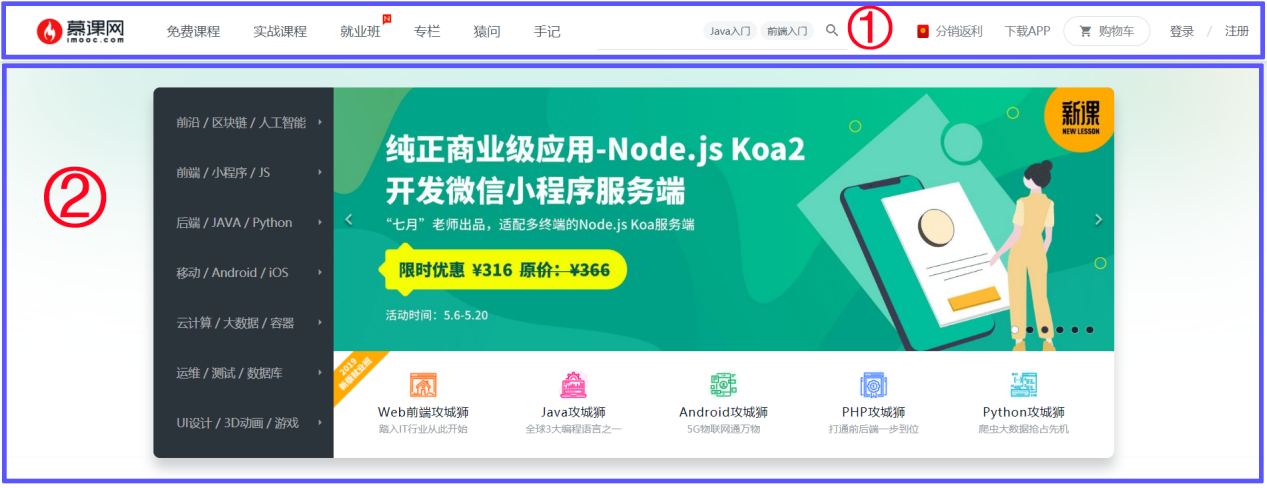 慕课网
imooc.com
免费课程 实战课程 就业班 N 专栏 猿问 手记
Java入门 前端入门
①
分销返利 下载APP 购物车 登录 / 注册
②
前沿 / 区块链 / 人工智能
前端 / 小程序 / JS
后端 / JAVA / Python
移动 / Android / iOS
云计算 / 大数据 / 容器
运维 / 测试 / 数据库
UI设计 / 3D动画 / 游戏
新课
NEW LESSON
纯正商业级应用-Node.js Koa2
开发微信小程序服务端
“七月”老师出品，适配多终端的Node.js Koa服务端
限时优惠 ¥316 原价：¥366
活动时间：5.6-5.20
2019
新版就业班
Web前端攻城狮
踏入IT行业从此开始
Java攻城狮
全球3大编程语言之一
Android攻城狮
5G物联网通万物
PHP攻城狮
打通前后端一步到位
Python攻城狮
爬虫大数据抢占先机